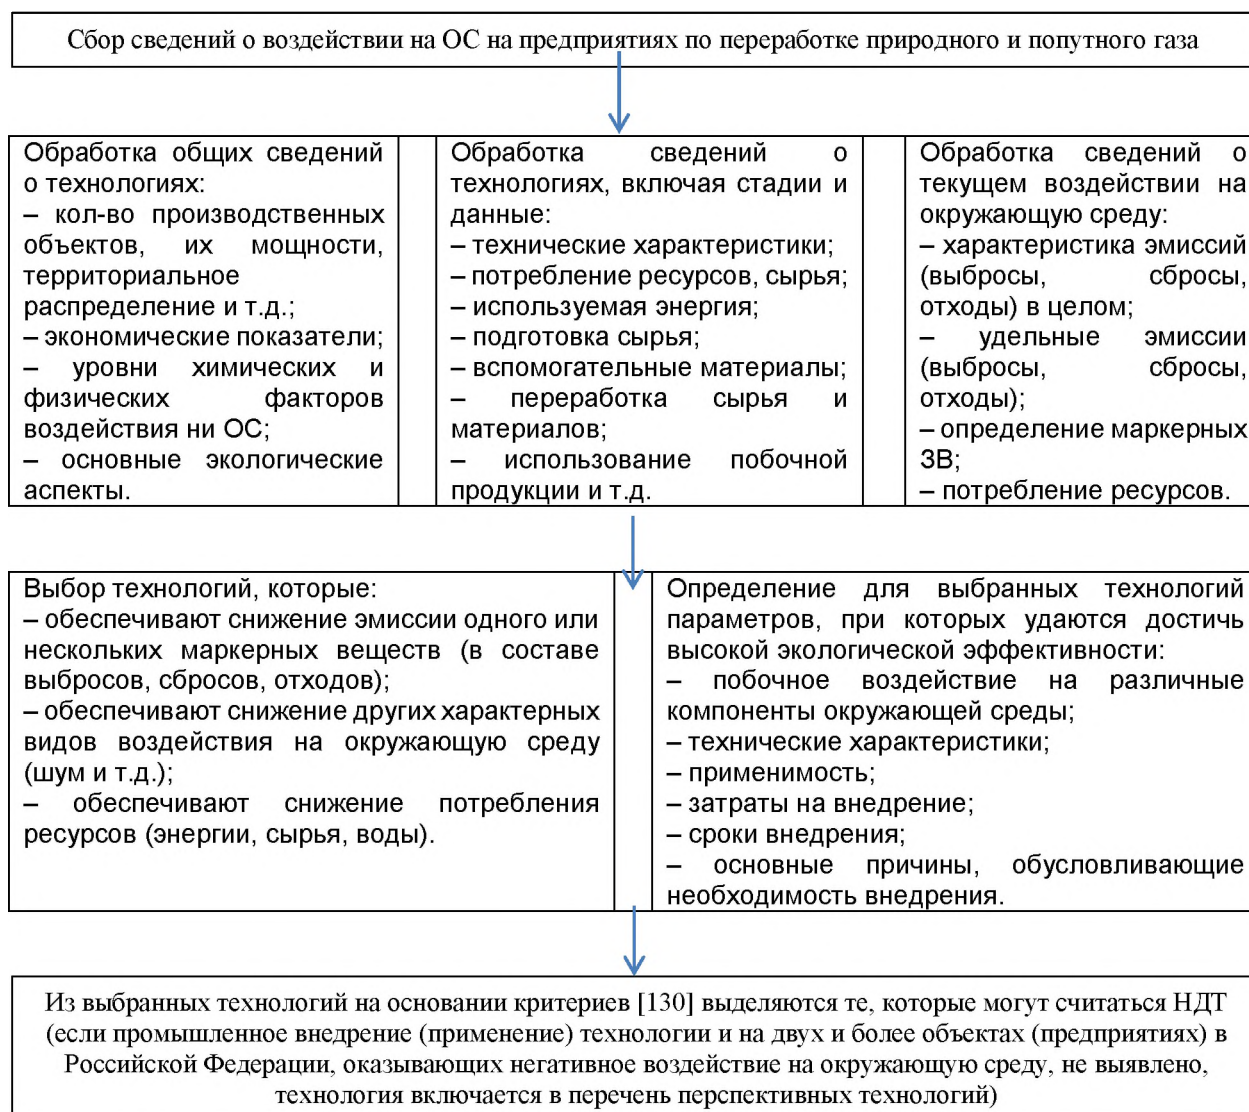 Сбор сведений о воздействии на ОС на предприятиях по переработке природного и попутного газа
Обработка общих сведений
о технологиях:
– кол-во производственных
объектов, их мощности,
территориальное
распределение и т.д.;
– экономические показатели;
– уровни химических и
физических факторов
воздействия ни ОС;
– основные экологические
аспекты.
Обработка сведений о
технологиях, включая стадии и
данные:
– технические характеристики;
– потребление ресурсов, сырья;
– используемая энергия;
– подготовка сырья;
– вспомогательные материалы;
– переработка сырья и
материалов;
– использование побочной
продукции и т.д.
Обработка сведений о
текущем воздействии на
окружающую среду:
– характеристика эмиссий
(выбросы, сбросы,
отходы) в целом;
– удельные эмиссии
(выбросы, сбросы,
отходы);
– определение маркерных
ЗВ;
– потребление ресурсов.
Выбор технологий, которые:
– обеспечивают снижение эмиссии одного или
нескольких маркерных веществ (в составе
выбросов, сбросов, отходов);
– обеспечивают снижение других характерных
видов воздействия на окружающую среду
(шум и т.д.);
– обеспечивают снижение потребления
ресурсов (энергии, сырья, воды).
Определение для выбранных технологий
параметров, при которых удаются достичь
высокой экологической эффективности:
– побочное воздействие на различные
компоненты окружающей среды;
– технические характеристики;
– применимость;
– затраты на внедрение;
– сроки внедрения;
– основные причины, обусловливающие
необходимость внедрения.
Из выбранных технологий на основании критериев [130] выделяются те, которые могут считаться НДТ
(если промышленное внедрение (применение) технологии и на двух и более объектах (предприятиях) в
Российской Федерации, оказывающих негативное воздействие на окружающую среду, не выявлено,
технология включается в перечень перспективных технологий)